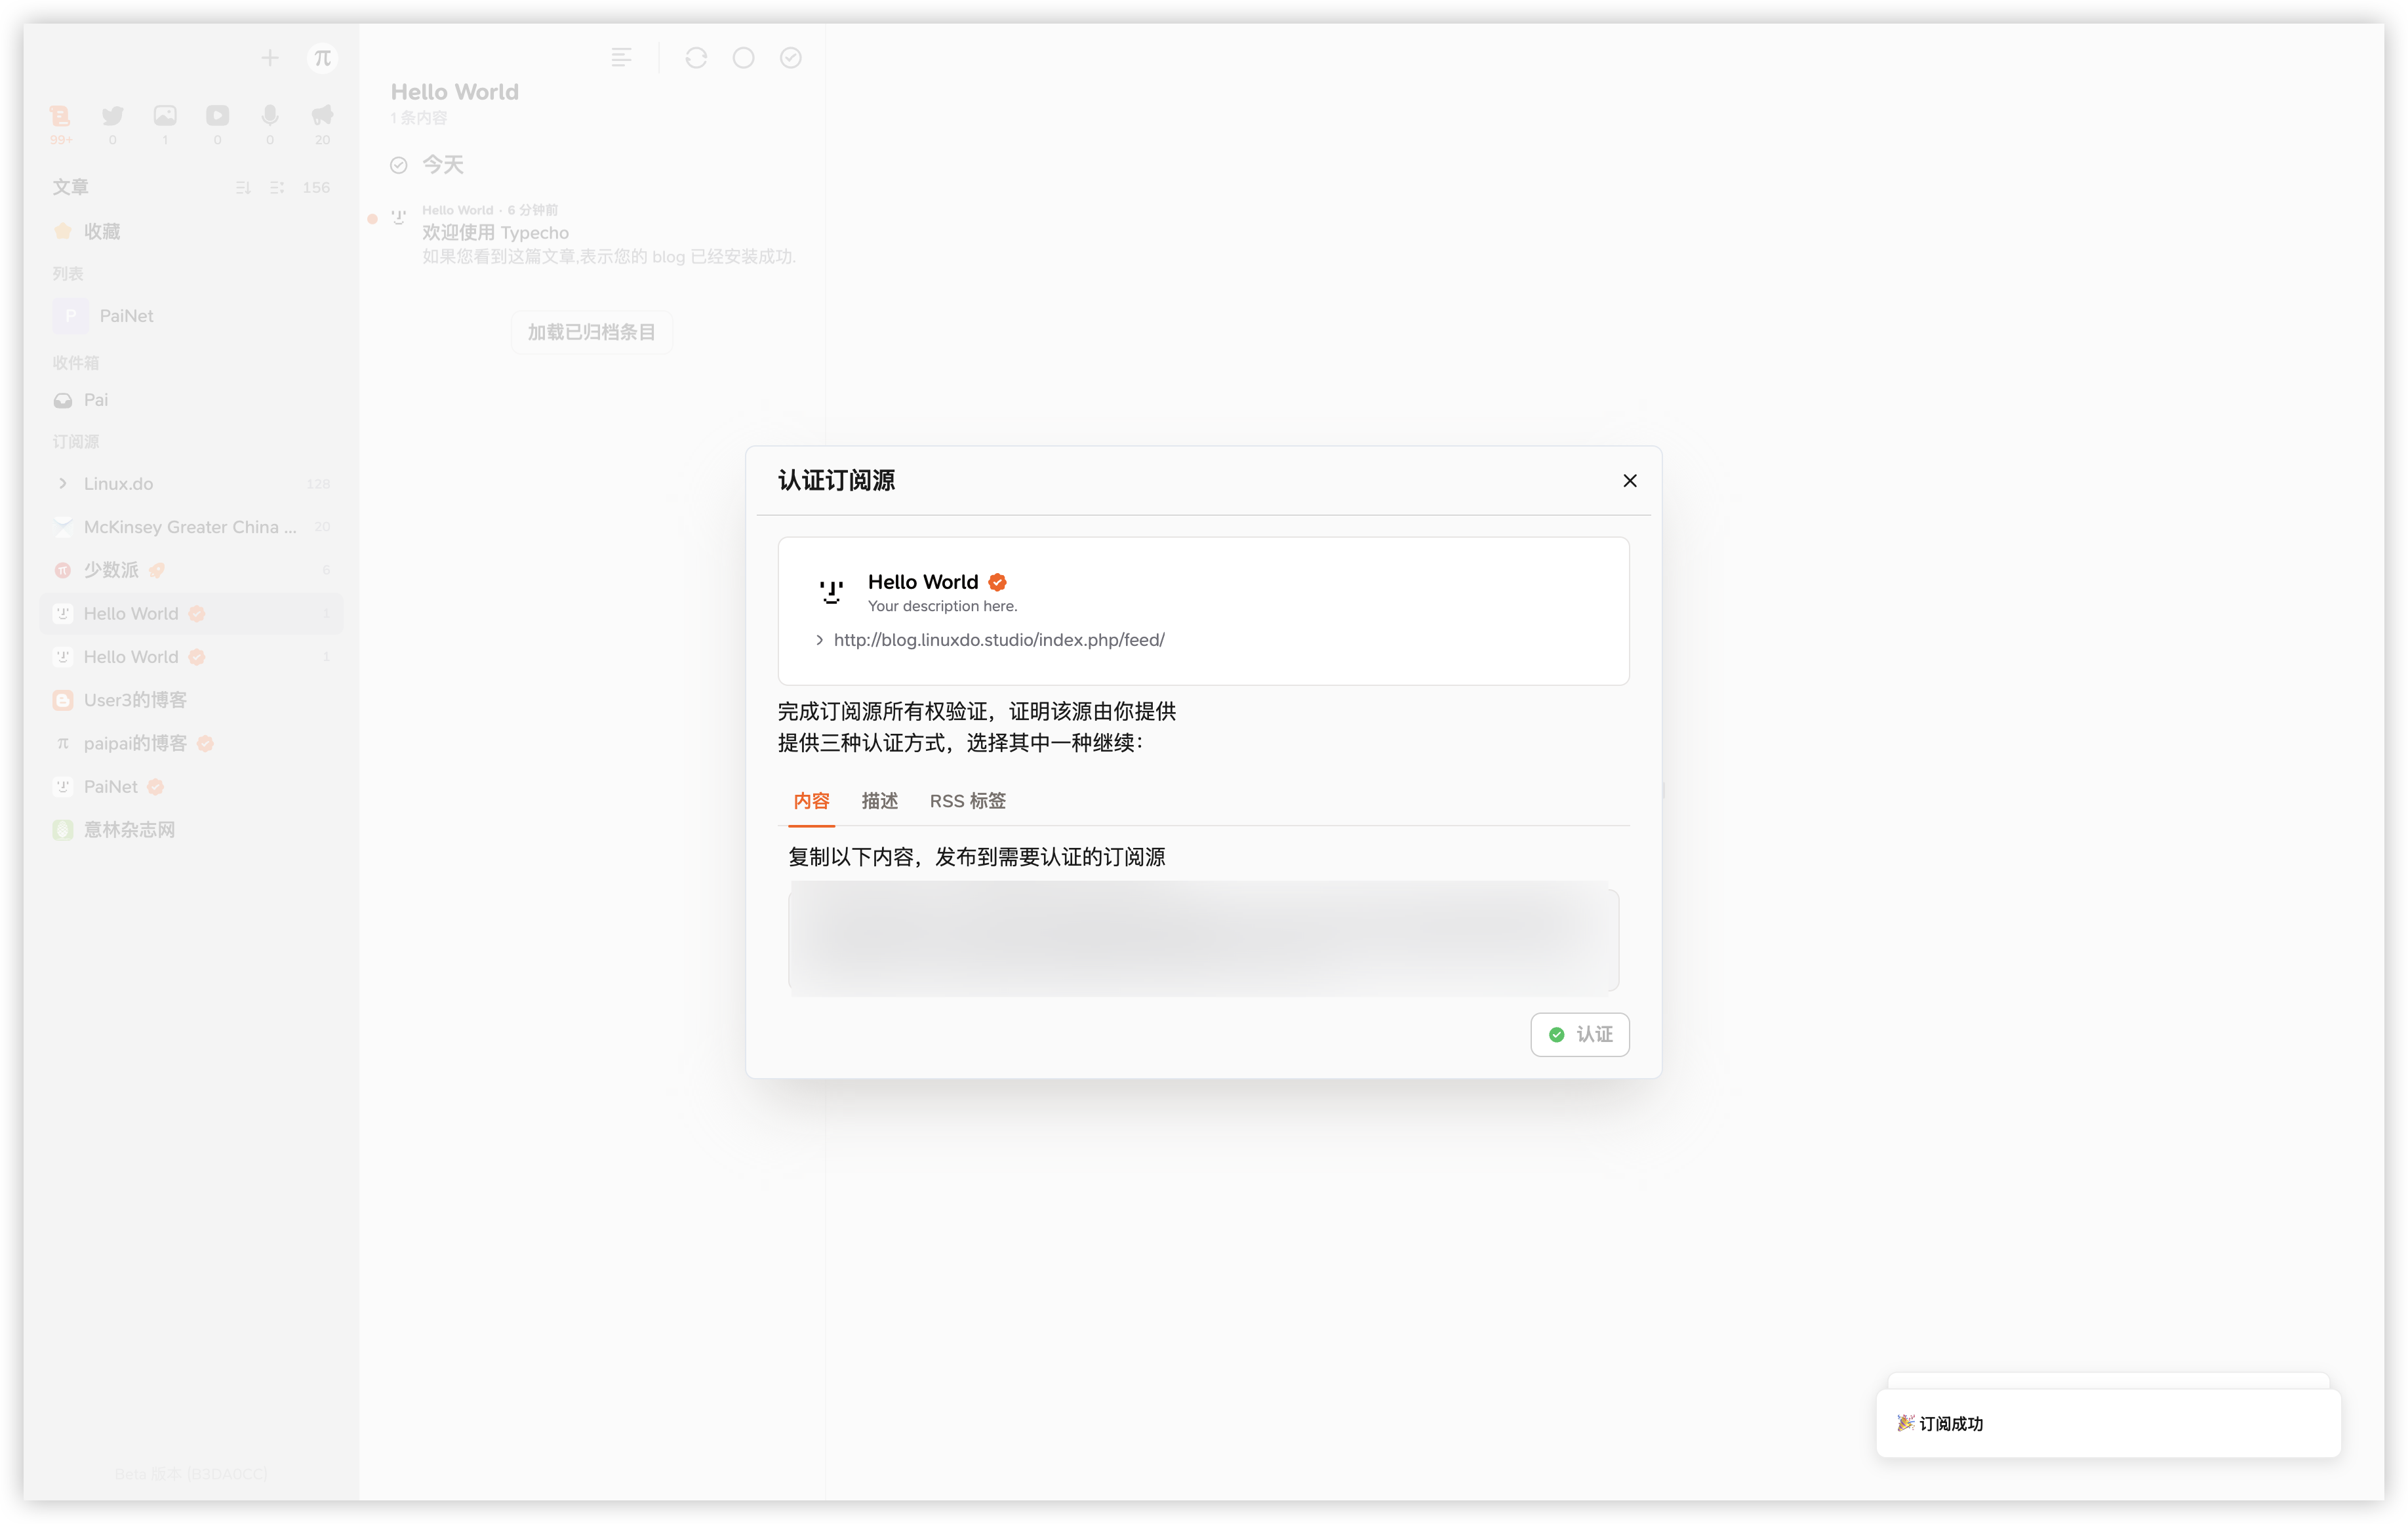 π
99+
0
1
0
0
20
文章
156
收藏
列表
P PaiNet
收件箱
Pai
订阅源
Linux.do 128
McKinsey Greater China ... 20
少数派 6
Hello World 1
Hello World 1
User3的博客
π paipai的博客
PaiNet
意林杂志网
Beta 版本 (B3DA0CC)
Hello World
1 条内容
今天
Hello World · 6 分钟前
欢迎使用 Typecho
如果您看到这篇文章,表示您的 blog 已经安装成功.
加载已归档条目
认证订阅源
Hello World
Your description here.
http://blog.linuxdo.studio/index.php/feed/
完成订阅源所有权验证，证明该源由你提供
提供三种认证方式，选择其中一种继续：
内容 描述 RSS 标签
复制以下内容，发布到需要认证的订阅源
认证
🎉 订阅成功